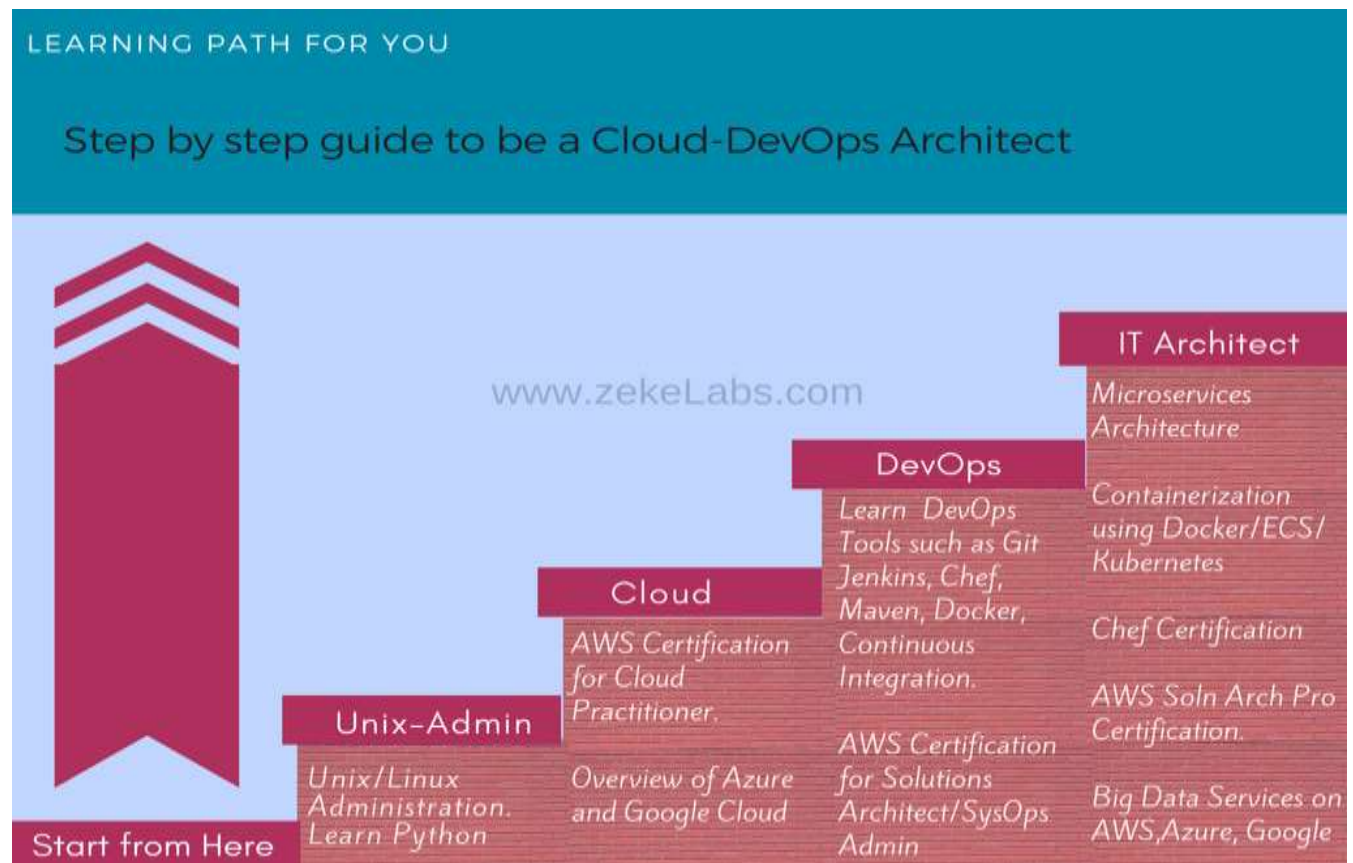 LEARNING PATH FOR YOU
Step by step guide to be a Cloud-DevOps Architect
www.zekeLabs.com
Start from Here
Unix-Admin
Unix/Linux
Administration.
Learn Python
Cloud
AWS Certification
for Cloud
Practitioner.
Overview of Azure
and Google Cloud
DevOps
Learn DevOps
Tools such as Git
Jenkins, Chef,
Maven, Docker,
Continuous
Integration.
AWS Certification
for Solutions
Architect/SysOps
Admin
IT Architect
Microservices
Architecture
Containerization
using Docker/ECS/
Kubernetes
Chef Certification
AWS Soln Arch Pro
Certification.
Big Data Services on
AWS,Azure, Google